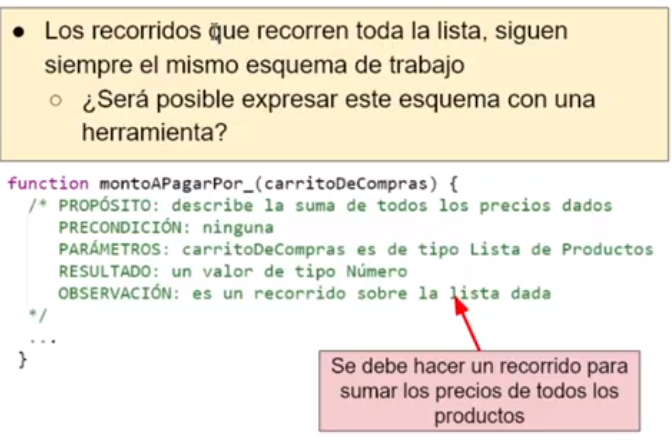 ● Los recorridos que recorren toda la lista, siguen
siempre el mismo esquema de trabajo
○ ¿Será posible expresar este esquema con una
herramienta?
function montoAPagarPor_(carritoDeCompras) {
/* PROPÓSITO: describe la suma de todos los precios dados
PRECONDICIÓN: ninguna
PARÁMETROS: carritoDeCompras es de tipo Lista de Productos
RESULTADO: un valor de tipo Número
OBSERVACIÓN: es un recorrido sobre la lista dada
*/
...
}
Se debe hacer un recorrido para
sumar los precios de todos los
productos